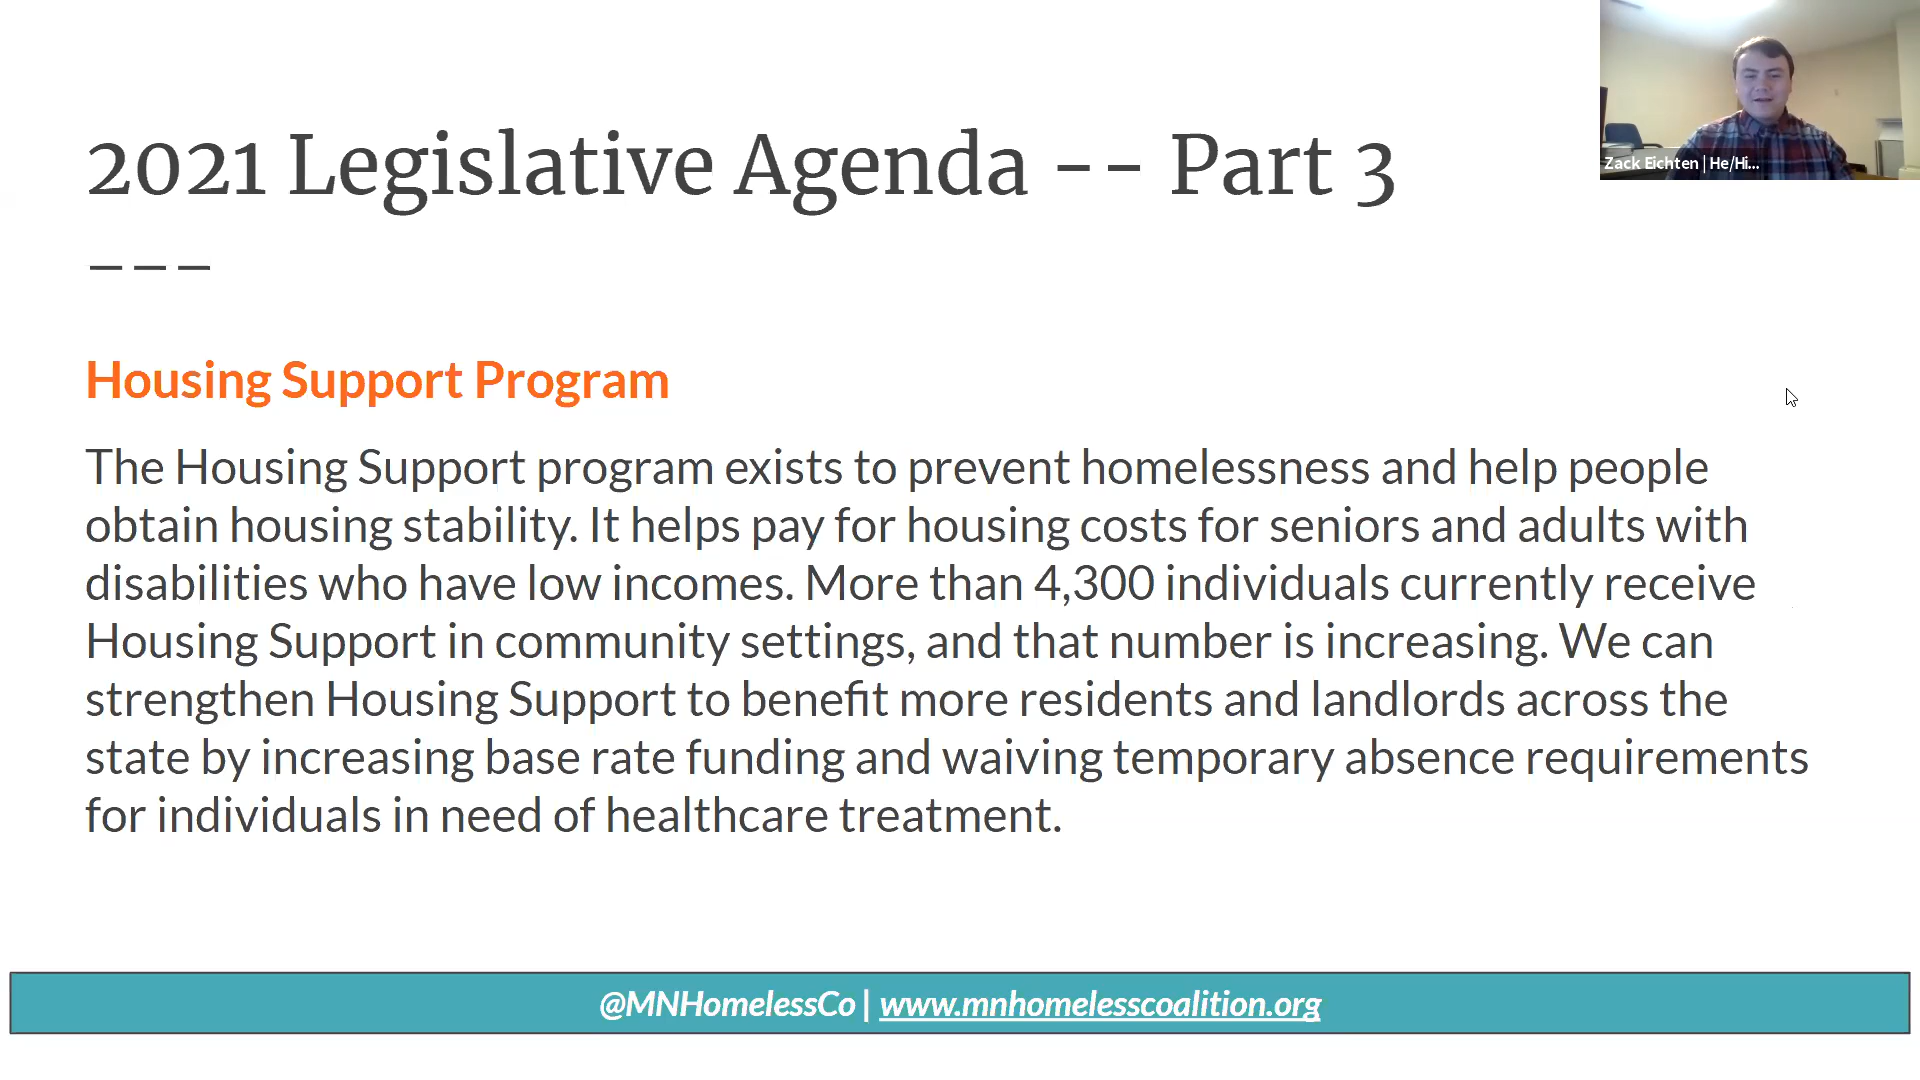 2021 Legislative Agenda -- Part 3
Zack Eichten | He/Hi...
Housing Support Program
The Housing Support program exists to prevent homelessness and help people
obtain housing stability. It helps pay for housing costs for seniors and adults with
disabilities who have low incomes. More than 4,300 individuals currently receive
Housing Support in community settings, and that number is increasing. We can
strengthen Housing Support to benefit more residents and landlords across the
state by increasing base rate funding and waiving temporary absence requirements
for individuals in need of healthcare treatment.
@MNHomelessCo | www.mnhomelesscoalition.org